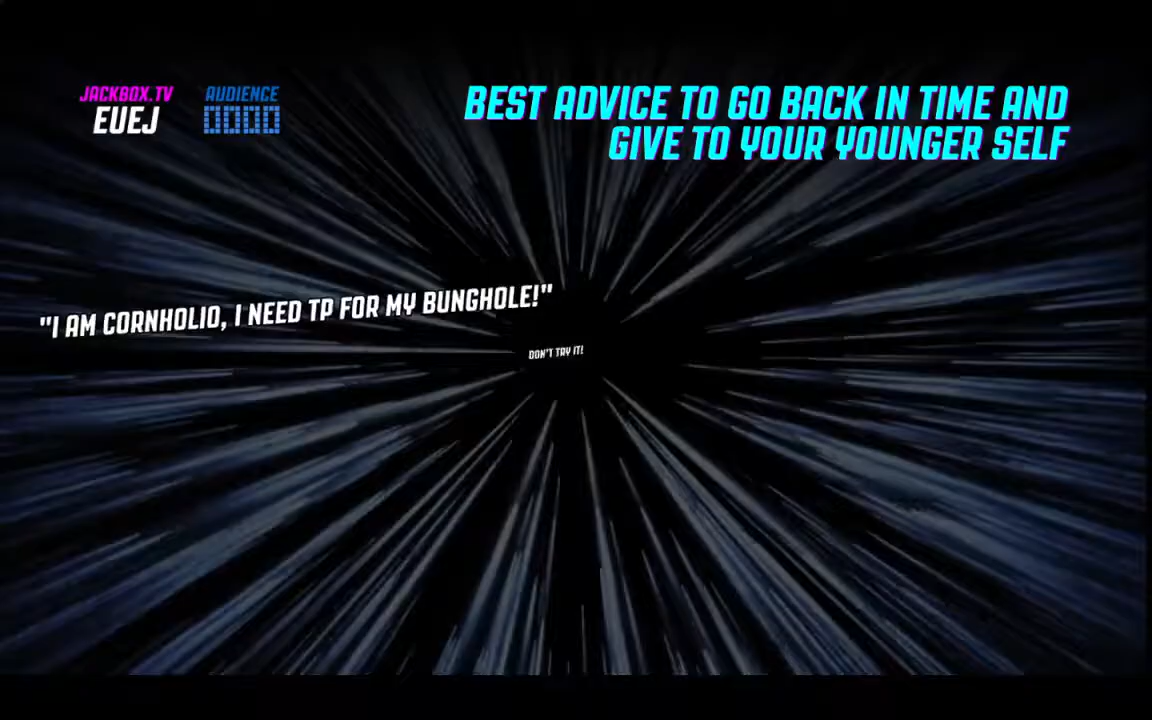 JACKBOX.TV
EUEJ
AUDIENCE
0000
BEST ADVICE TO GO BACK IN TIME AND
GIVE TO YOUR YOUNGER SELF
"I AM CORNHOLIO, I NEED TP FOR MY BUNGHOLE!"
DON'T TRY IT!